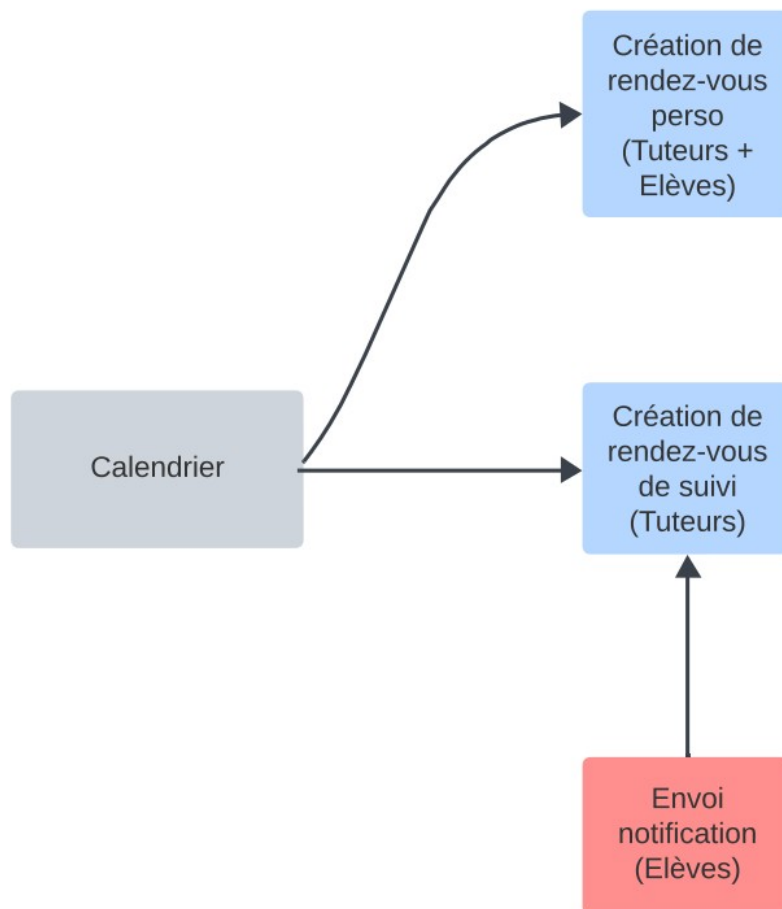 Création de
rendez-vous
perso
(Tuteurs +
Elèves)
Calendrier
Création de
rendez-vous
de suivi
(Tuteurs)
Envoi
notification
(Elèves)